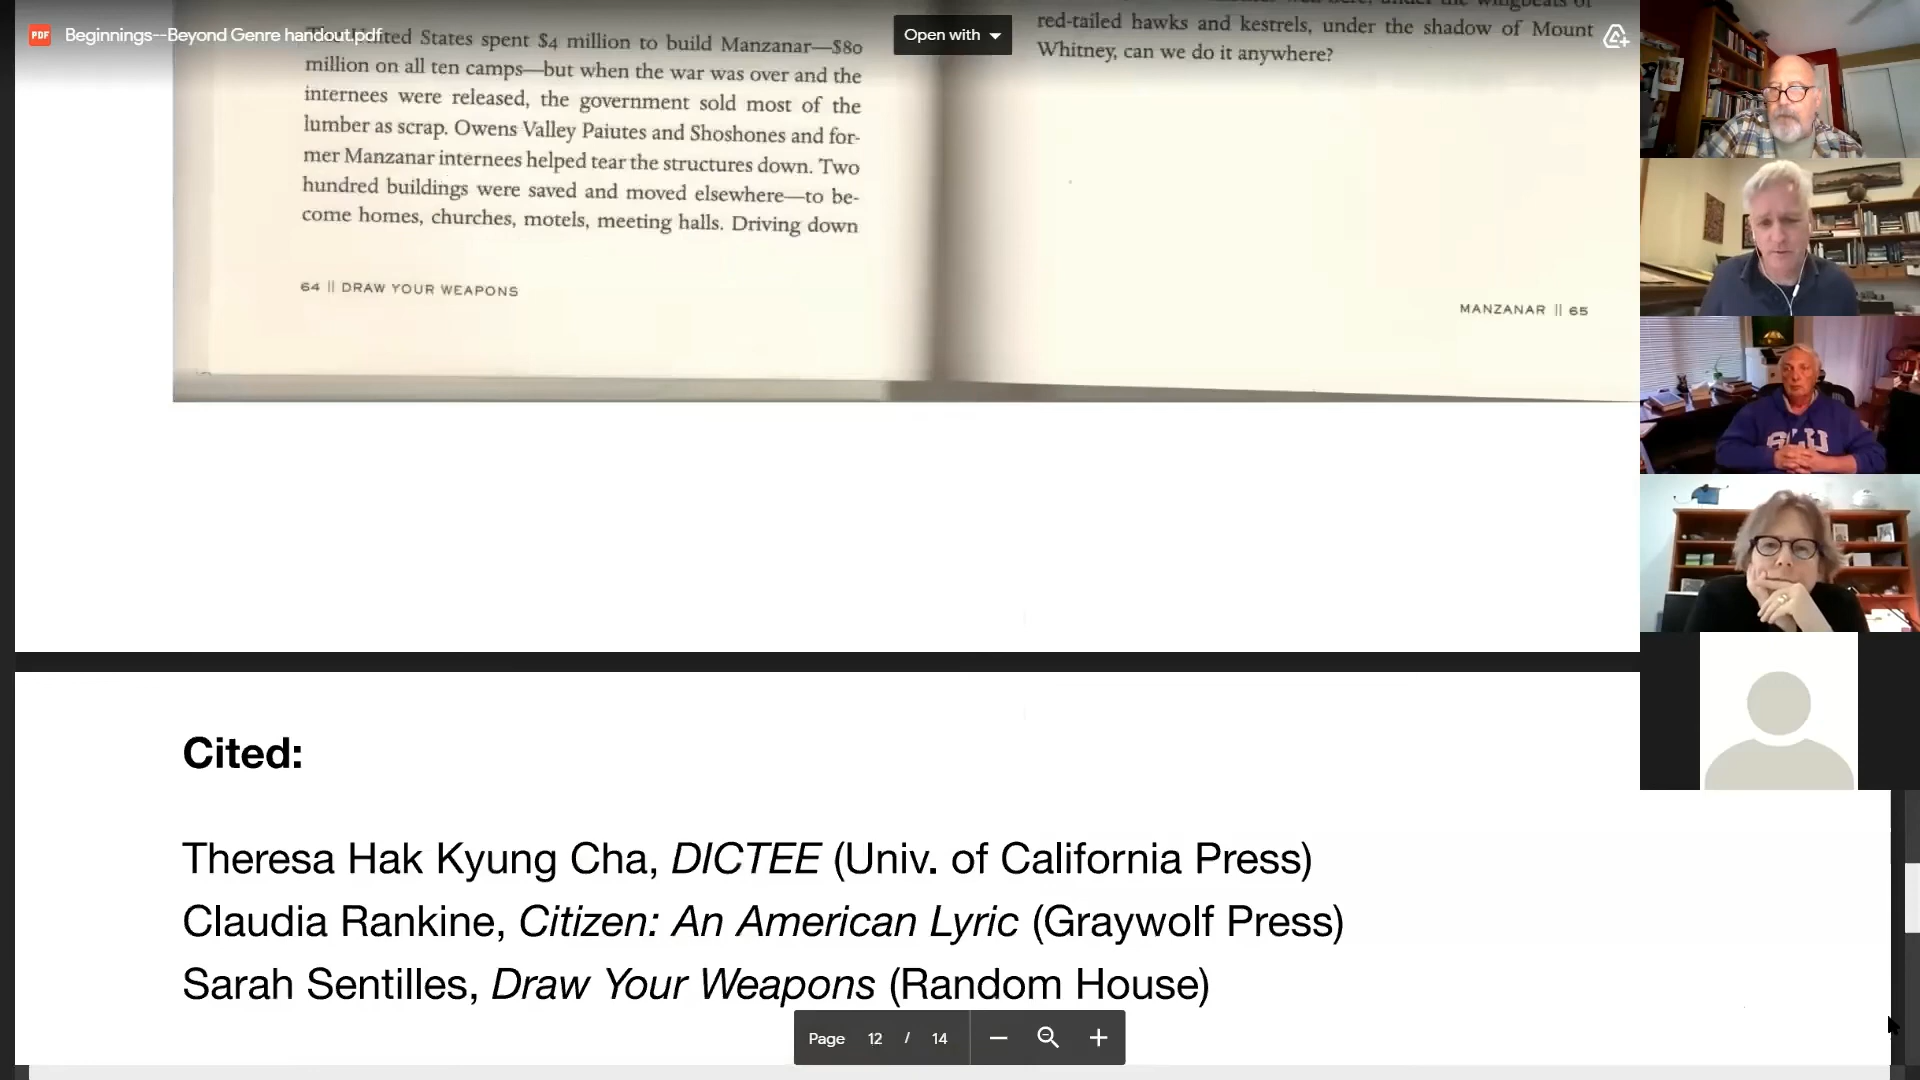 Beginnings--Beyond Genre handout.pdf
Open with
United States spent $4 million to build Manzanar—$80
million on all ten camps—but when the war was over and the
internees were released, the government sold most of the
lumber as scrap. Owens Valley Paiutes and Shoshones and for-
mer Manzanar internees helped tear the structures down. Two
hundred buildings were saved and moved elsewhere—to be-
come homes, churches, motels, meeting halls. Driving down
64 || DRAW YOUR WEAPONS
under the wingbeats of
red-tailed hawks and kestrels, under the shadow of Mount
Whitney, can we do it anywhere?
MANZANAR || 65
SLU
Cited:
Theresa Hak Kyung Cha, DICTEE (Univ. of California Press)
Claudia Rankine, Citizen: An American Lyric (Graywolf Press)
Sarah Sentilles, Draw Your Weapons (Random House)
Page 12 / 14